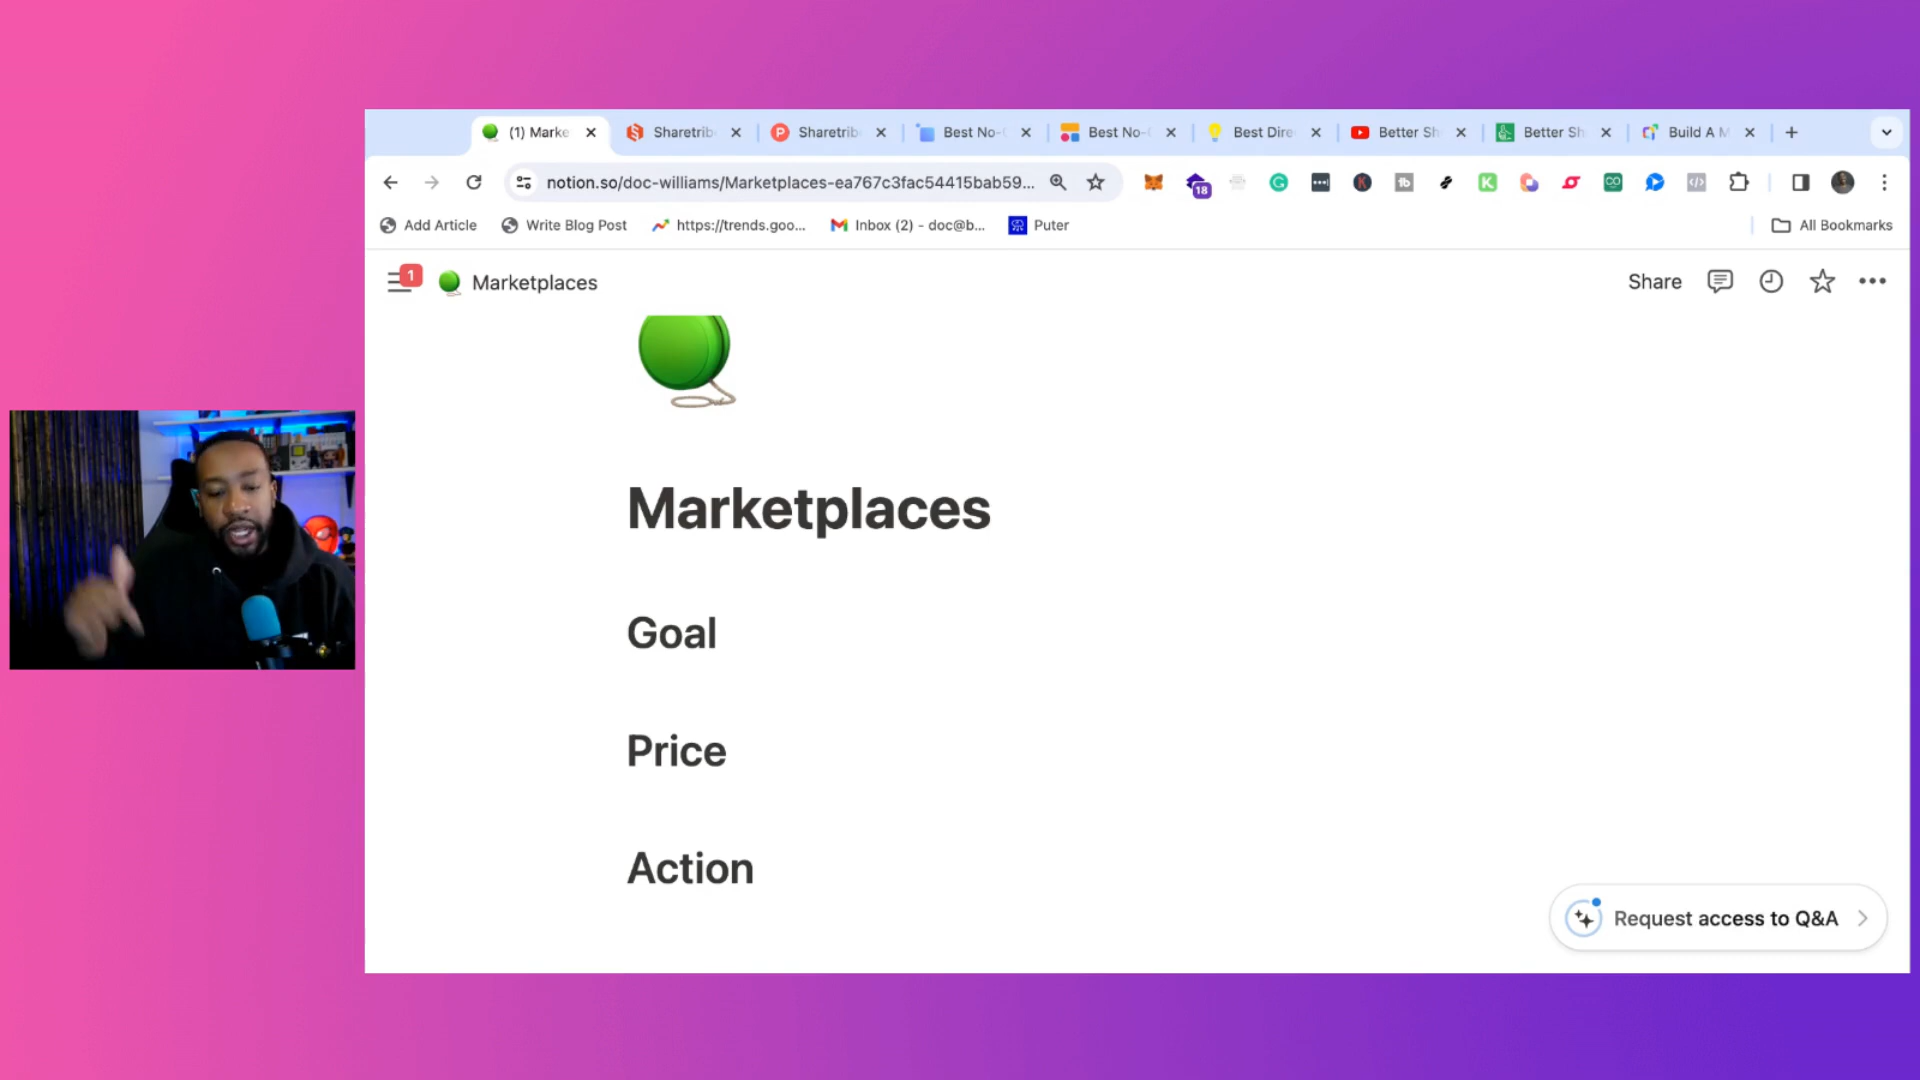 (1) Marke
Sharetrib
Sharetrib
Best No-
Best No-
Best Dire
Better Sh
Better Sh
Build A M
notion.so/doc-williams/Marketplaces-ea767c3fac54415bab59...
18
Add Article
Write Blog Post
https://trends.goo...
Inbox (2) - doc@b...
Puter
All Bookmarks
1
Marketplaces
Share
Marketplaces
Goal
Price
Action
Request access to Q&A